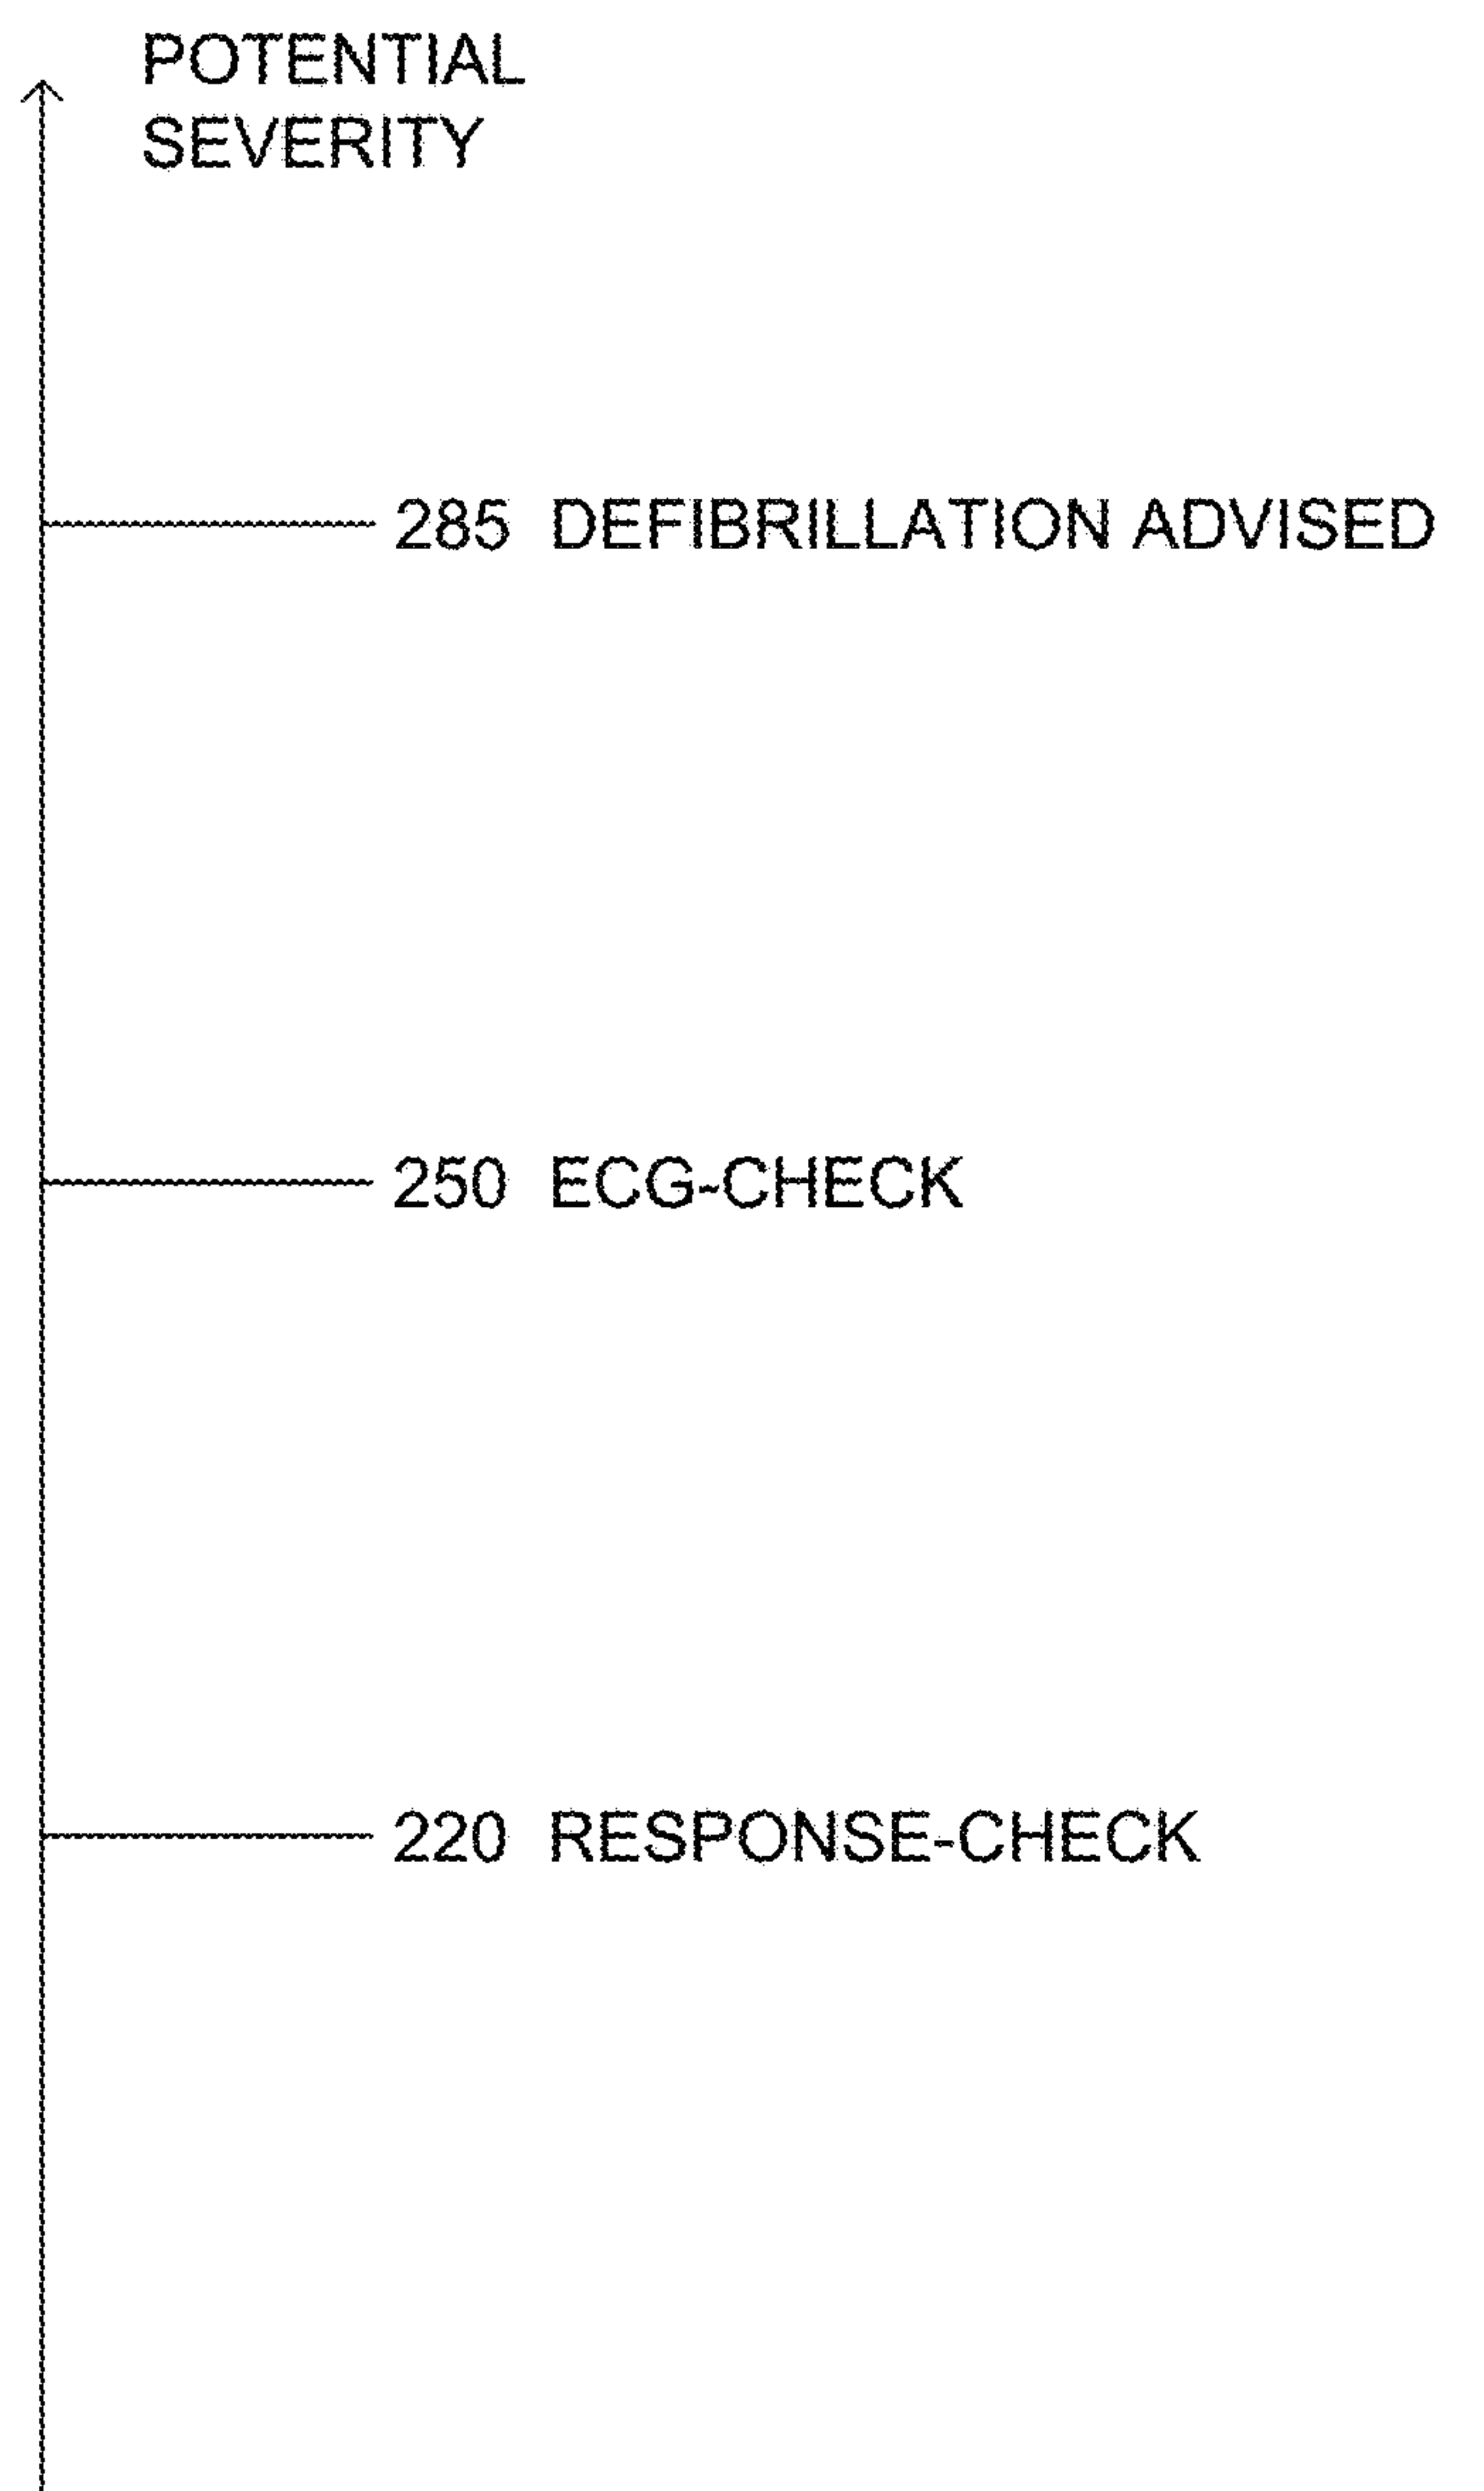 POTENTIAL
SEVERITY
285 DEFIBRILLATION ADVISED
250 ECG-CHECK
220 RESPONSE-CHECK